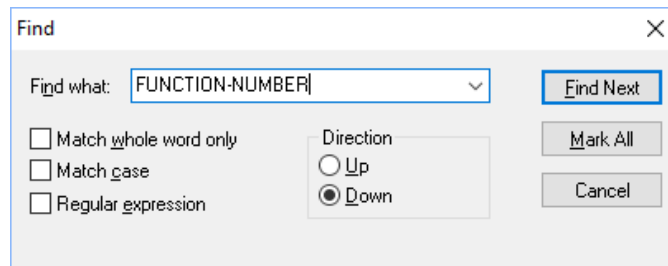 Find
Find what: FUNCTION-NUMBER Find Next
Match whole word only Direction Mark All
Match case Up
Regular expression Down Cancel